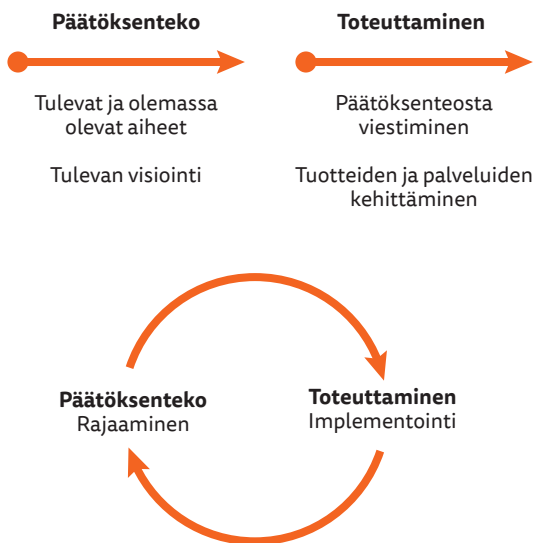 Päätöksenteko
Tulevat ja olemassa
olevat aiheet
Tulevan visiointi
Toteuttaminen
Päätöksenteosta
viestiminen
Tuotteiden ja palveluiden
kehittäminen
Päätöksenteko
Rajaaminen
Toteuttaminen
Implementointi